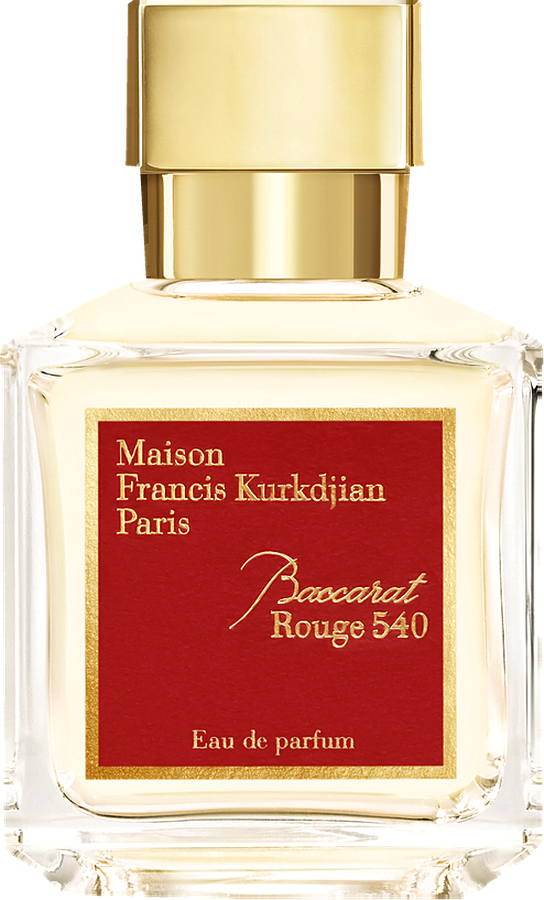 Maison
Francis Kurkdjian
Paris
Baccarat
Rouge 540
Eau de parfum